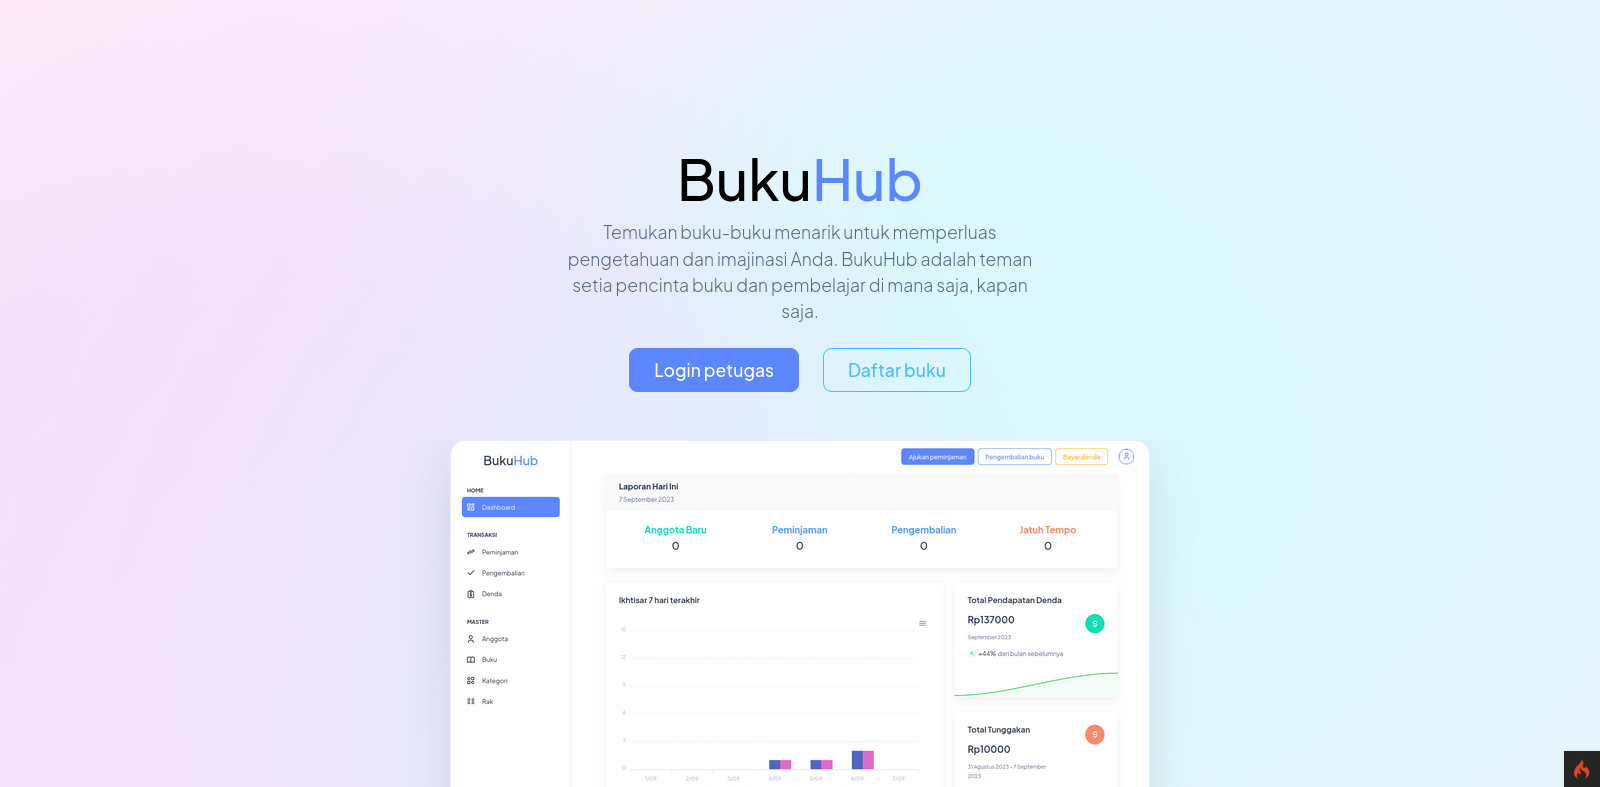 BukuHub
Temukan buku-buku menarik untuk memperluas
pengetahuan dan imajinasi Anda. BukuHub adalah teman
setia pencinta buku dan pembelajar di mana saja, kapan
saja.
Login petugas
Daftar buku
BukuHub
Ajukan peminjaman
Pengembalian buku
Bayar denda
HOME
Dashboard
TRANSAKSI
Peminjaman
Pengembalian
Denda
MASTER
Anggota
Buku
Kategori
Rak
Laporan Hari Ini
7 September 2023
Anggota Baru
Peminjaman
Pengembalian
Jatuh Tempo
0
0
0
0
Ikhtisar 7 hari terakhir
15
12
9
6
3
0
1/09
2/09
3/09
4/09
5/09
6/09
7/09
Total Pendapatan Denda
Rp137000
$
September 2023
+44% dari bulan sebelumnya
Total Tunggakan
Rp10000
$
31 Agustus 2023 - 7 September
2023